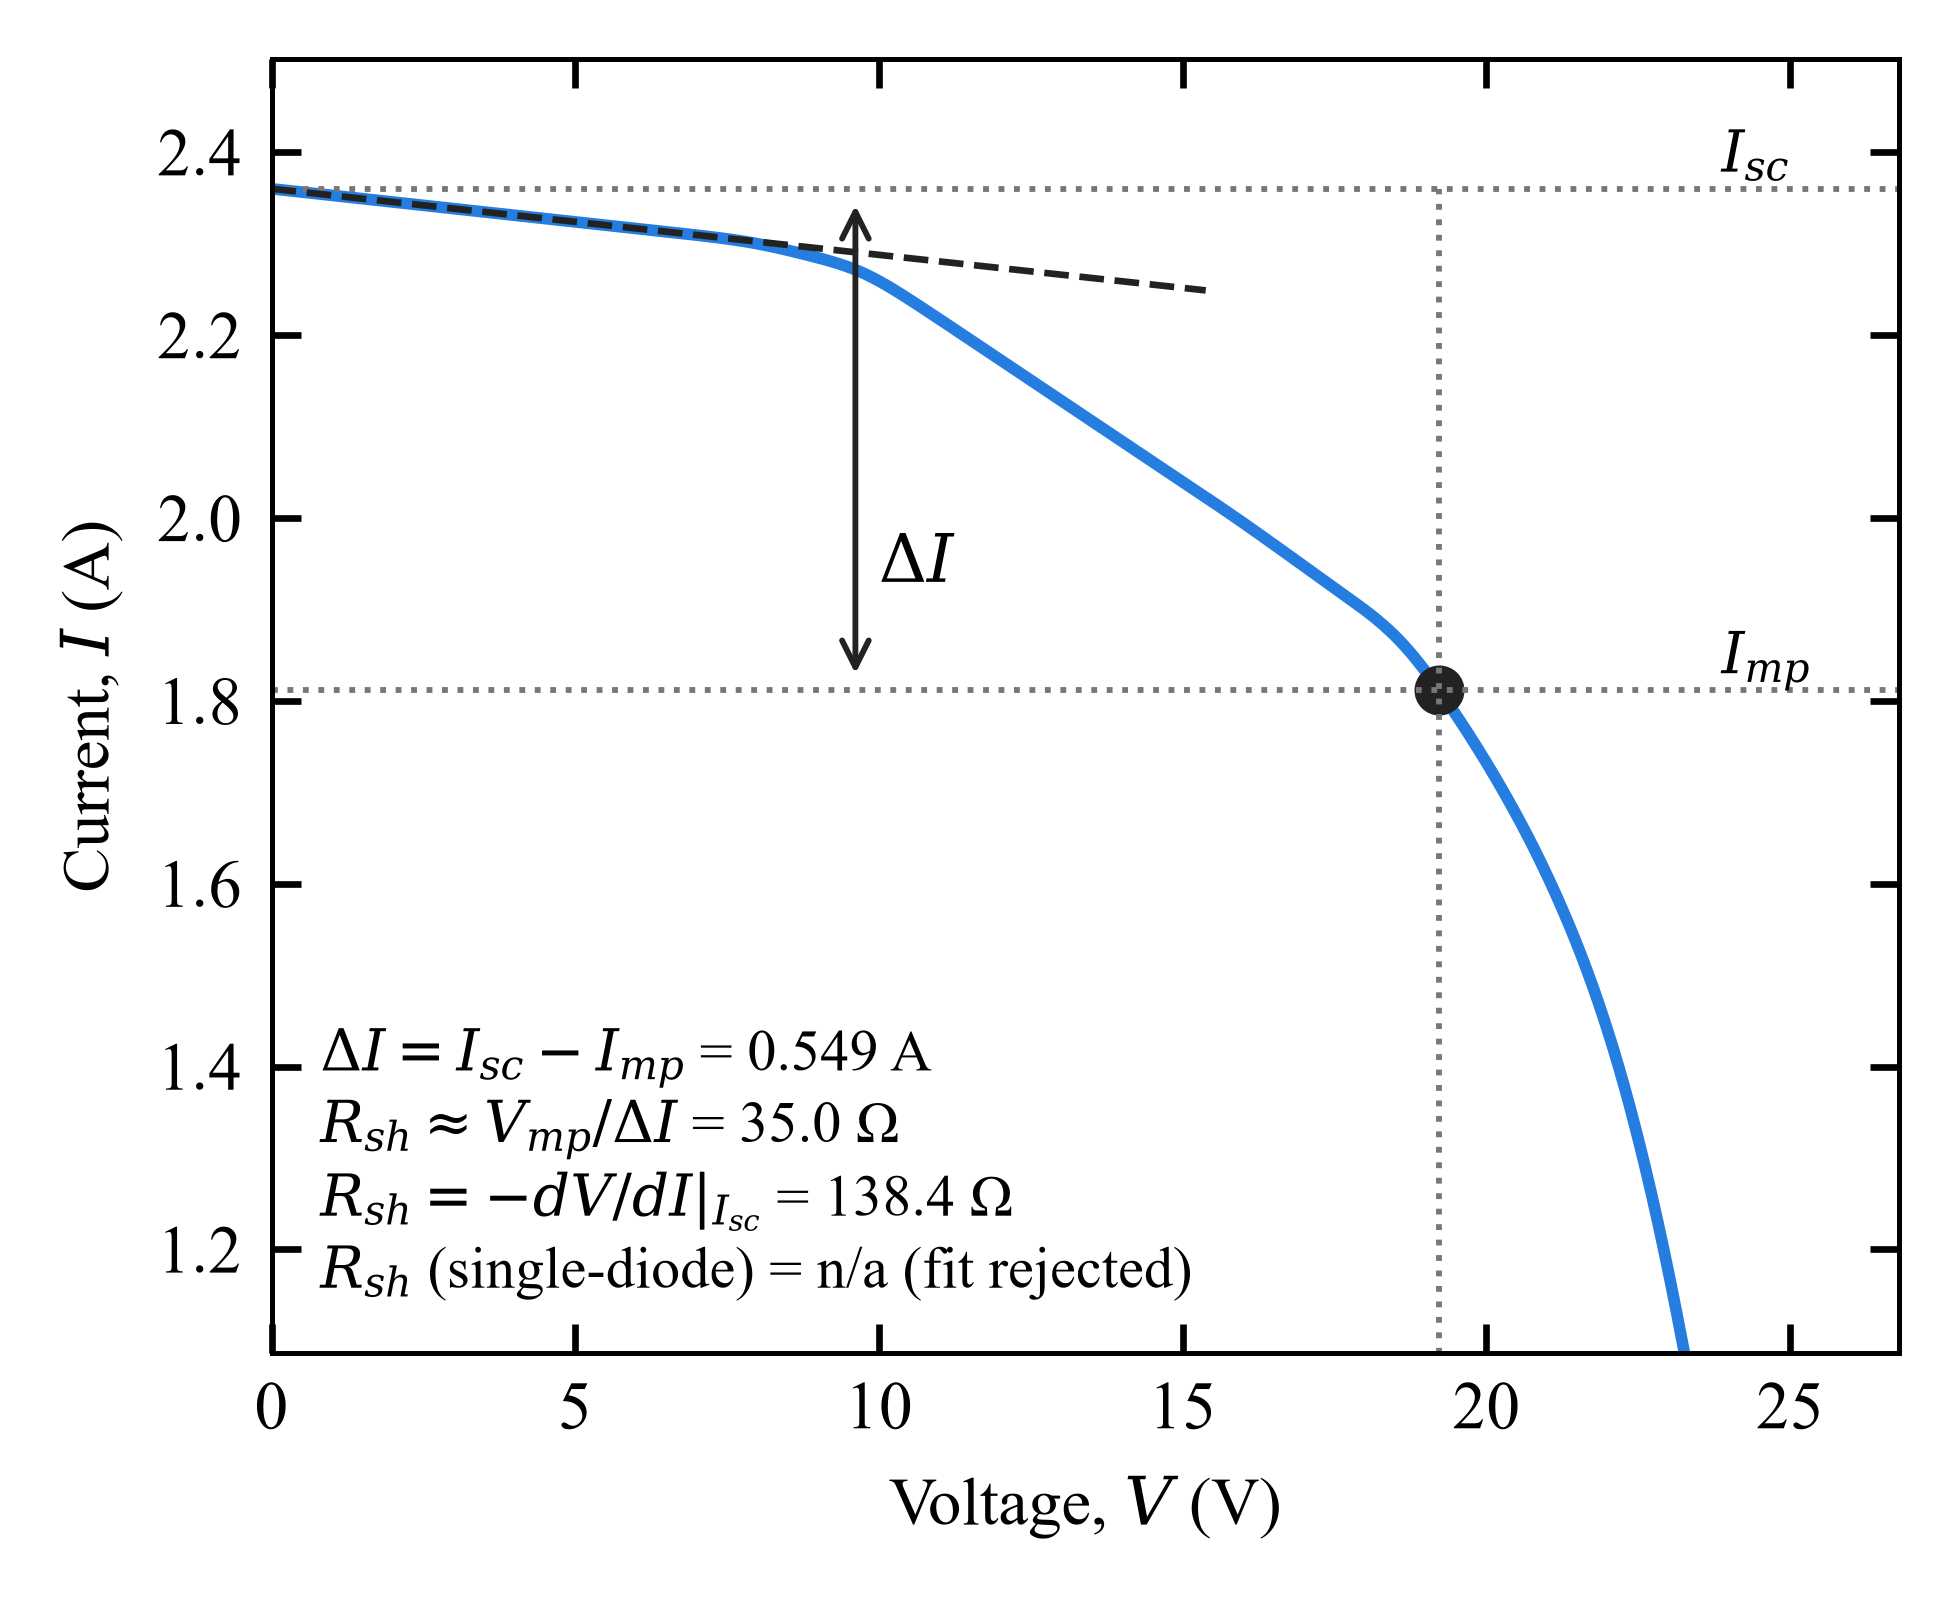 2.4
2.2
2.0
1.8
1.6
1.4
1.2
Current, I (A)
I_sc
ΔI
I_mp
ΔI = I_sc − I_mp = 0.549 A
R_sh ≈ V_mp/ΔI = 35.0 Ω
R_sh = −dV/dI|_I_sc = 138.4 Ω
R_sh (single-diode) = n/a (fit rejected)
0 5 10 15 20 25
Voltage, V (V)